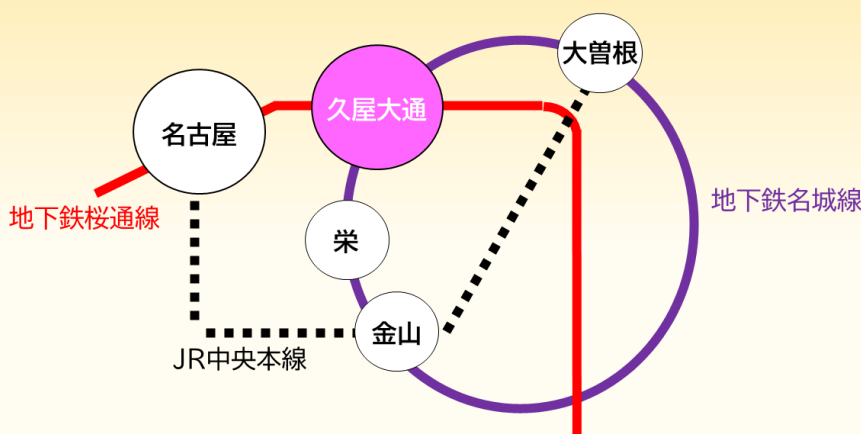 大曽根
久屋大通
名古屋
地下鉄名城線
地下鉄桜通線
栄
金山
JR中央本線